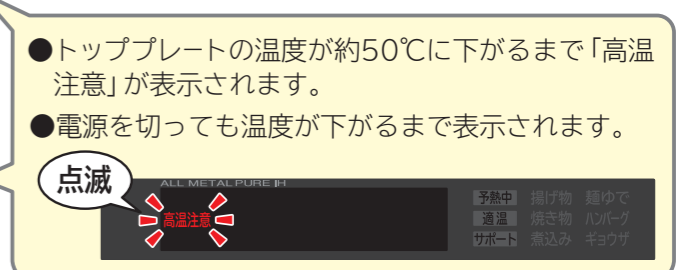 ●トッププレートの温度が約50℃に下がるまで「高温
注意」が表示されます。
●電源を切っても温度が下がるまで表示されます。
点滅
ALL METAL PURE IH
高温注意
予熱中 揚げ物 麺ゆで
適温 焼き物 ハンバーグ
サポート 煮込み ギョウザ